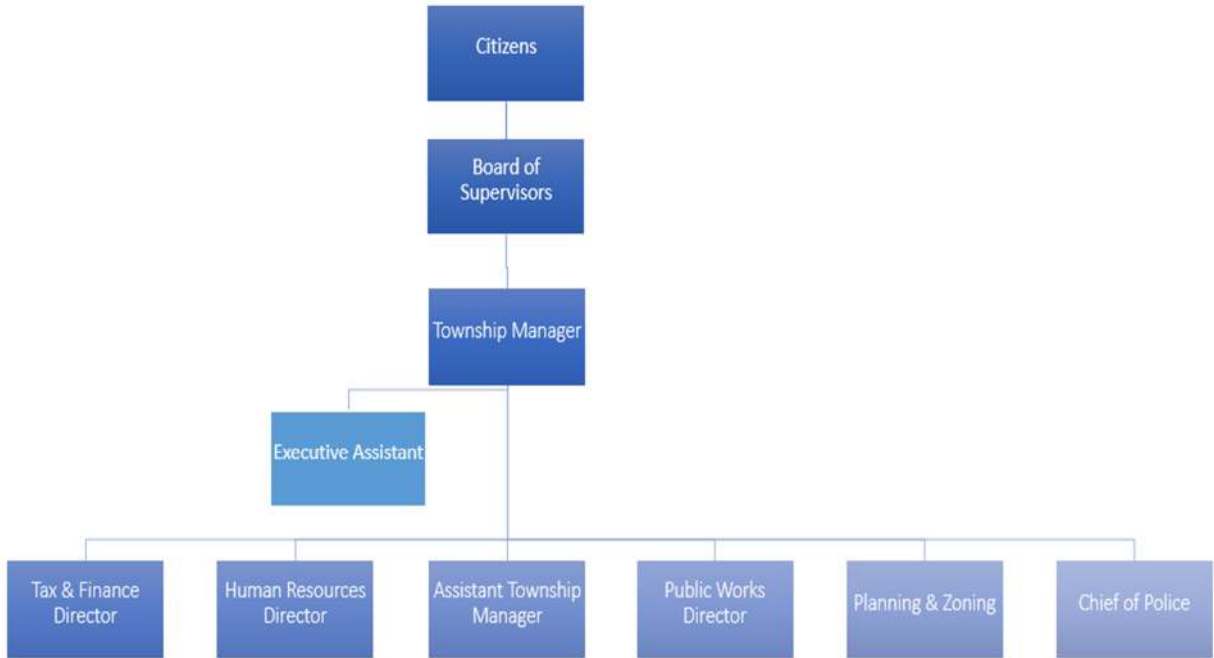 Citizens
Board of
Supervisors
Township Manager
Executive Assistant
Tax & Finance
Director
Human Resources
Director
Assistant Township
Manager
Public Works
Director
Planning & Zoning
Chief of Police